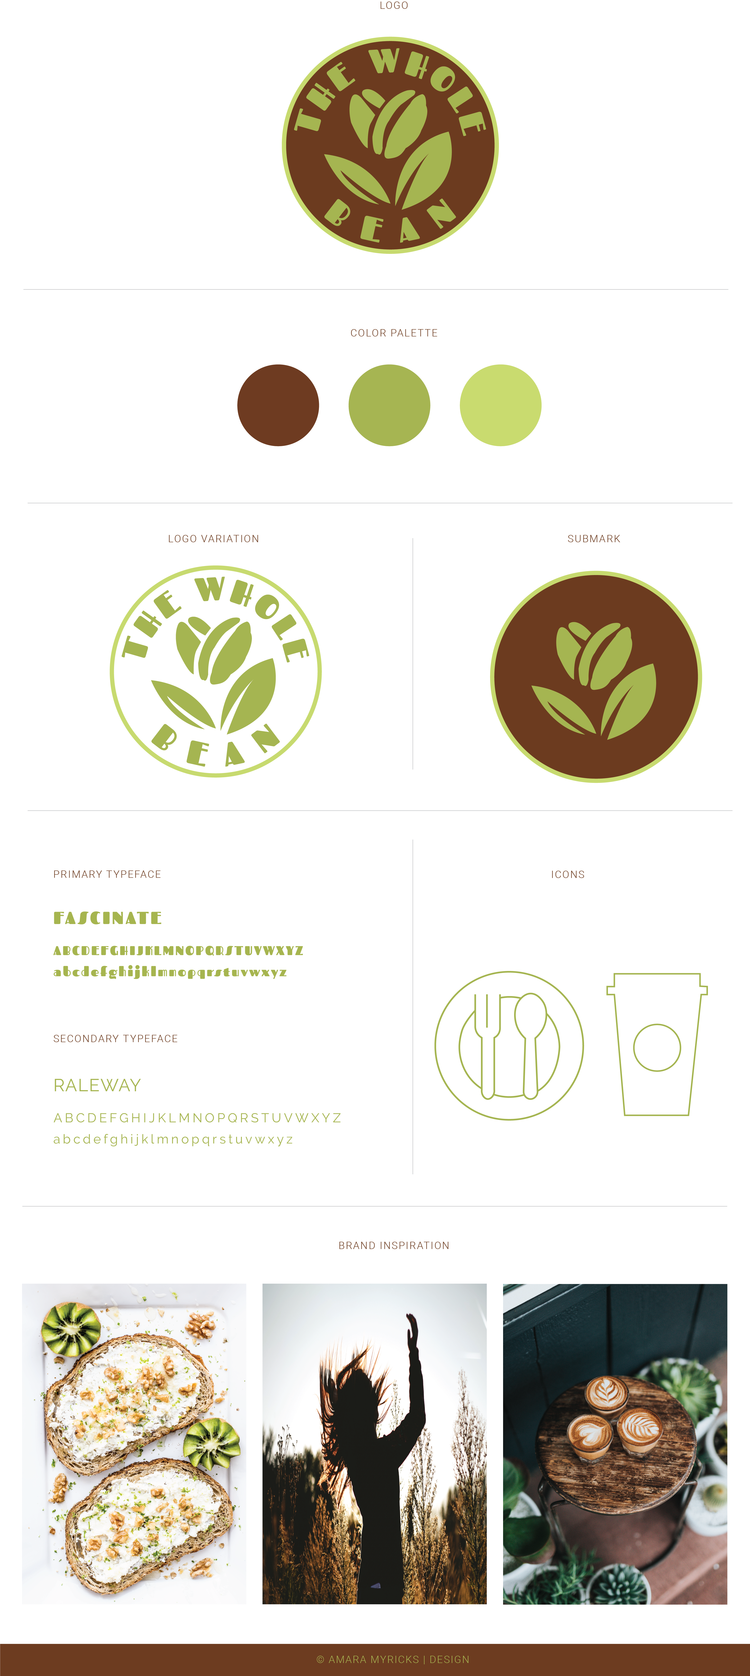 LOGO
THE WHOLE
BEAN
COLOR PALETTE
LOGO VARIATION
SUBMARK
THE WHOLE
BEAN
PRIMARY TYPEFACE
ICONS
FASCINATE
ABCDEFGHIJKLMNOPQRSTUVWXYZ
abcdefghijklmnopqrstuvwxyz
SECONDARY TYPEFACE
RALEWAY
ABCDEFGHIJKLMNOPQRSTUVWXYZ
abcdefghijklmnopqrstuvwxyz
BRAND INSPIRATION
© AMARA MYRICKS | DESIGN